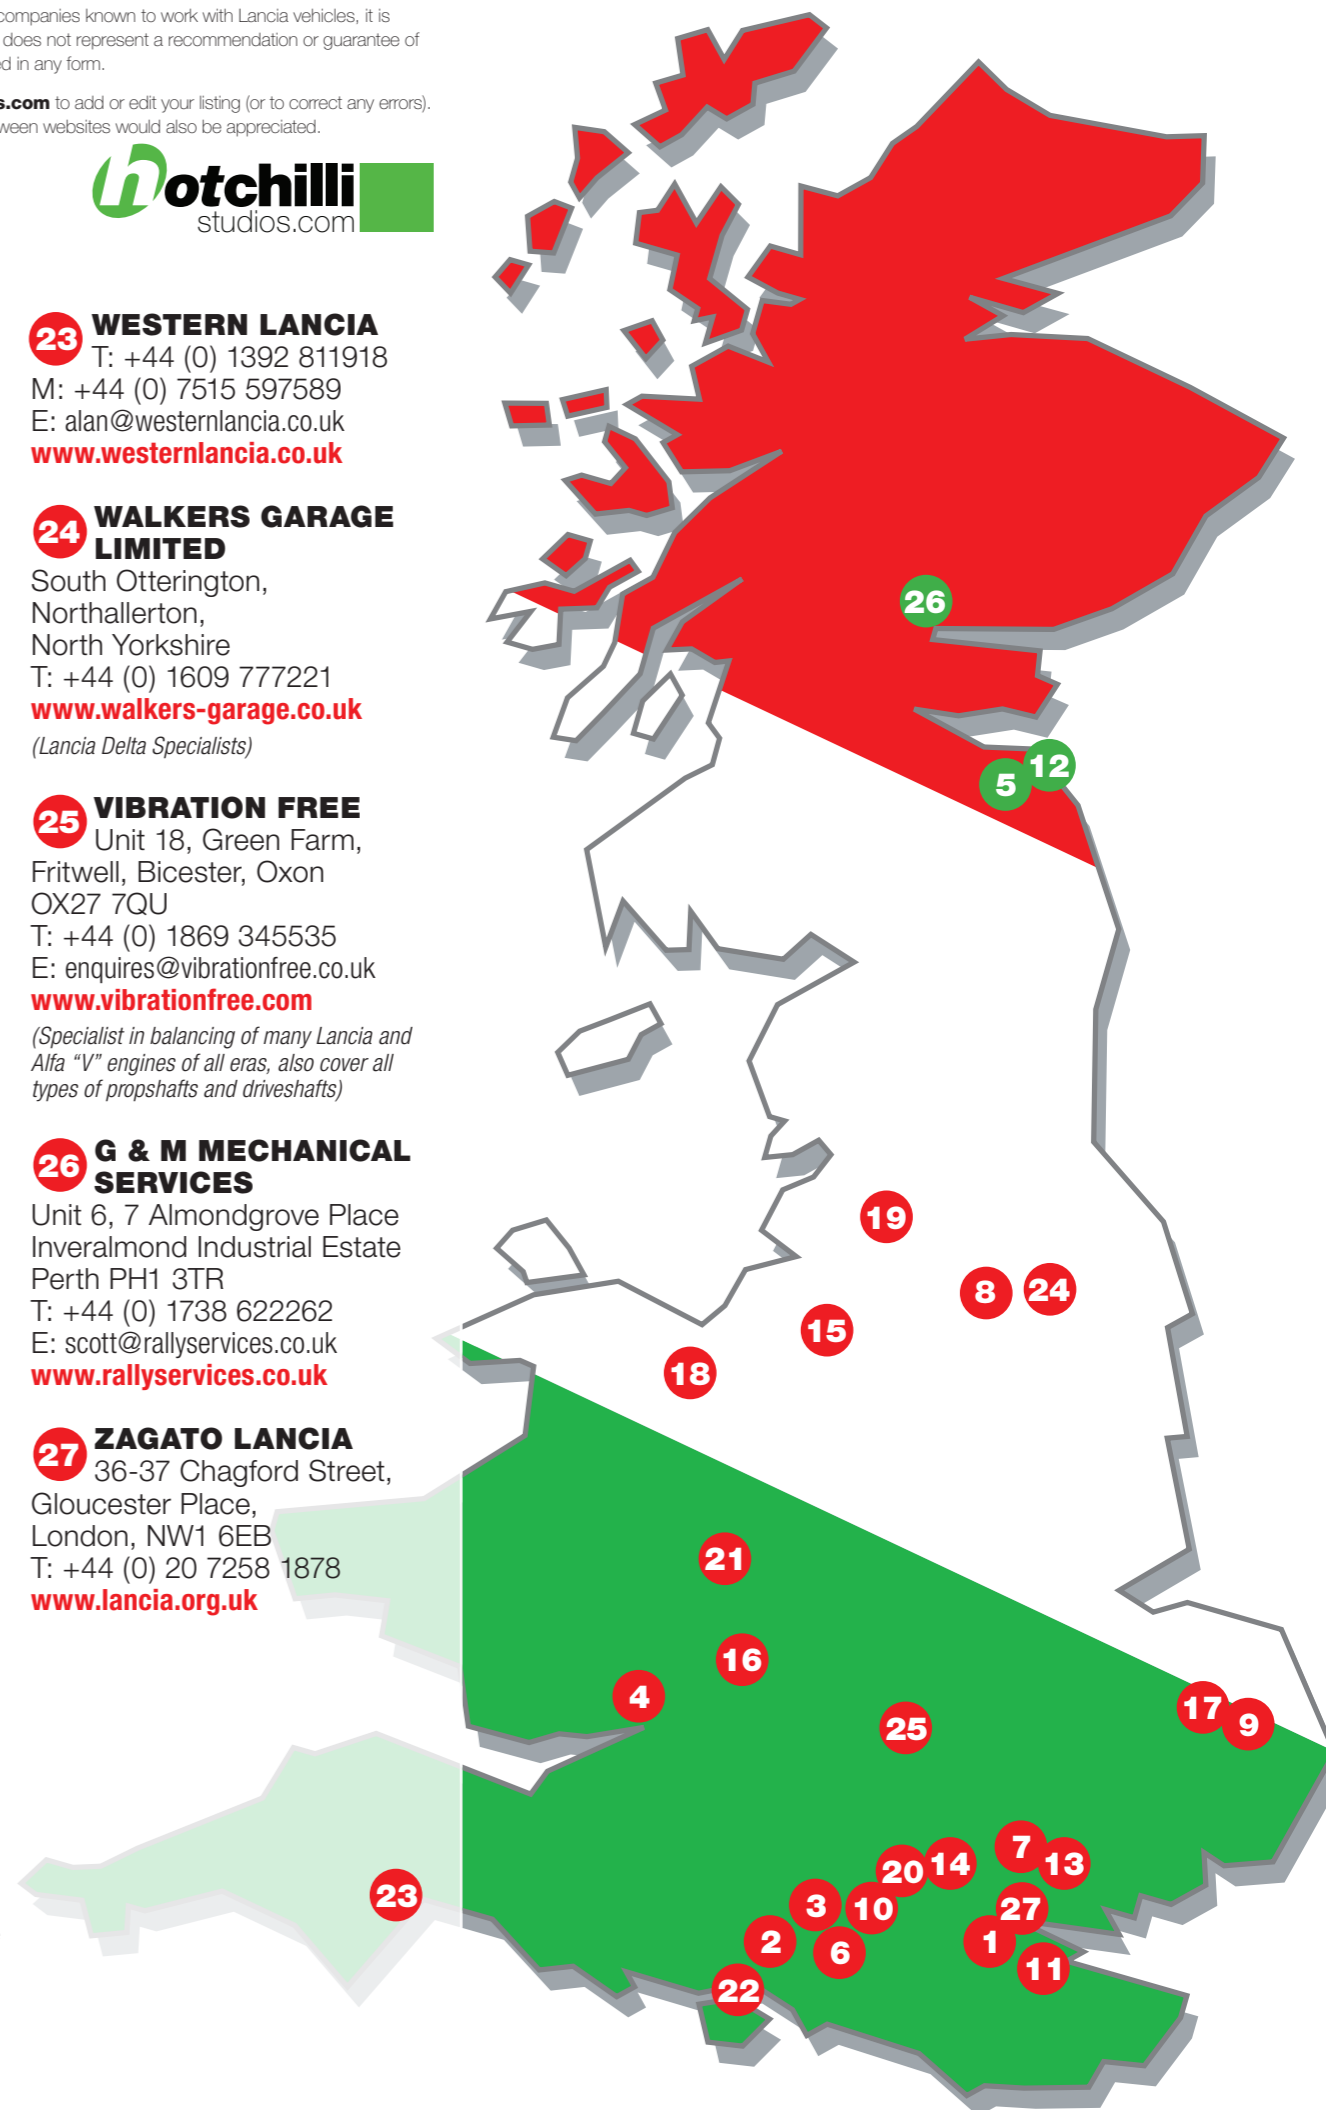 companies known to work with Lancia vehicles, it is
does not represent a recommendation or guarantee of
in any form.
s.com to add or edit your listing (or to correct any errors).
websites would also be appreciated.
hotchilli
studios.com
23 WESTERN LANCIA
T: +44 (0) 1392 811918
M: +44 (0) 7515 597589
E: alan@westernlancia.co.uk
www.westernlancia.co.uk
24 WALKERS GARAGE
LIMITED
South Otterington,
Northallerton,
North Yorkshire
T: +44 (0) 1609 777221
www.walkers-garage.co.uk
(Lancia Delta Specialists)
25 VIBRATION FREE
Unit 18, Green Farm,
Fritwell, Bicester, Oxon
OX27 7QU
T: +44 (0) 1869 345535
E: enquires@vibrationfree.co.uk
www.vibrationfree.com
(Specialist in balancing of many Lancia and
Alfa “V” engines of all eras, also cover all
types of propshafts and driveshafts)
26 G & M MECHANICAL
SERVICES
Unit 6, 7 Almondgrove Place
Inveralmond Industrial Estate
Perth PH1 3TR
T: +44 (0) 1738 622262
E: scott@rallyservices.co.uk
www.rallyservices.co.uk
27 ZAGATO LANCIA
36-37 Chagford Street,
Gloucester Place,
London, NW1 6EB
T: +44 (0) 20 7258 1878
www.lancia.org.uk
26
12
5
19
8
24
15
18
21
16
4
17
9
25
7
13
14
20
23
3
10
27
2
6
1
11
22